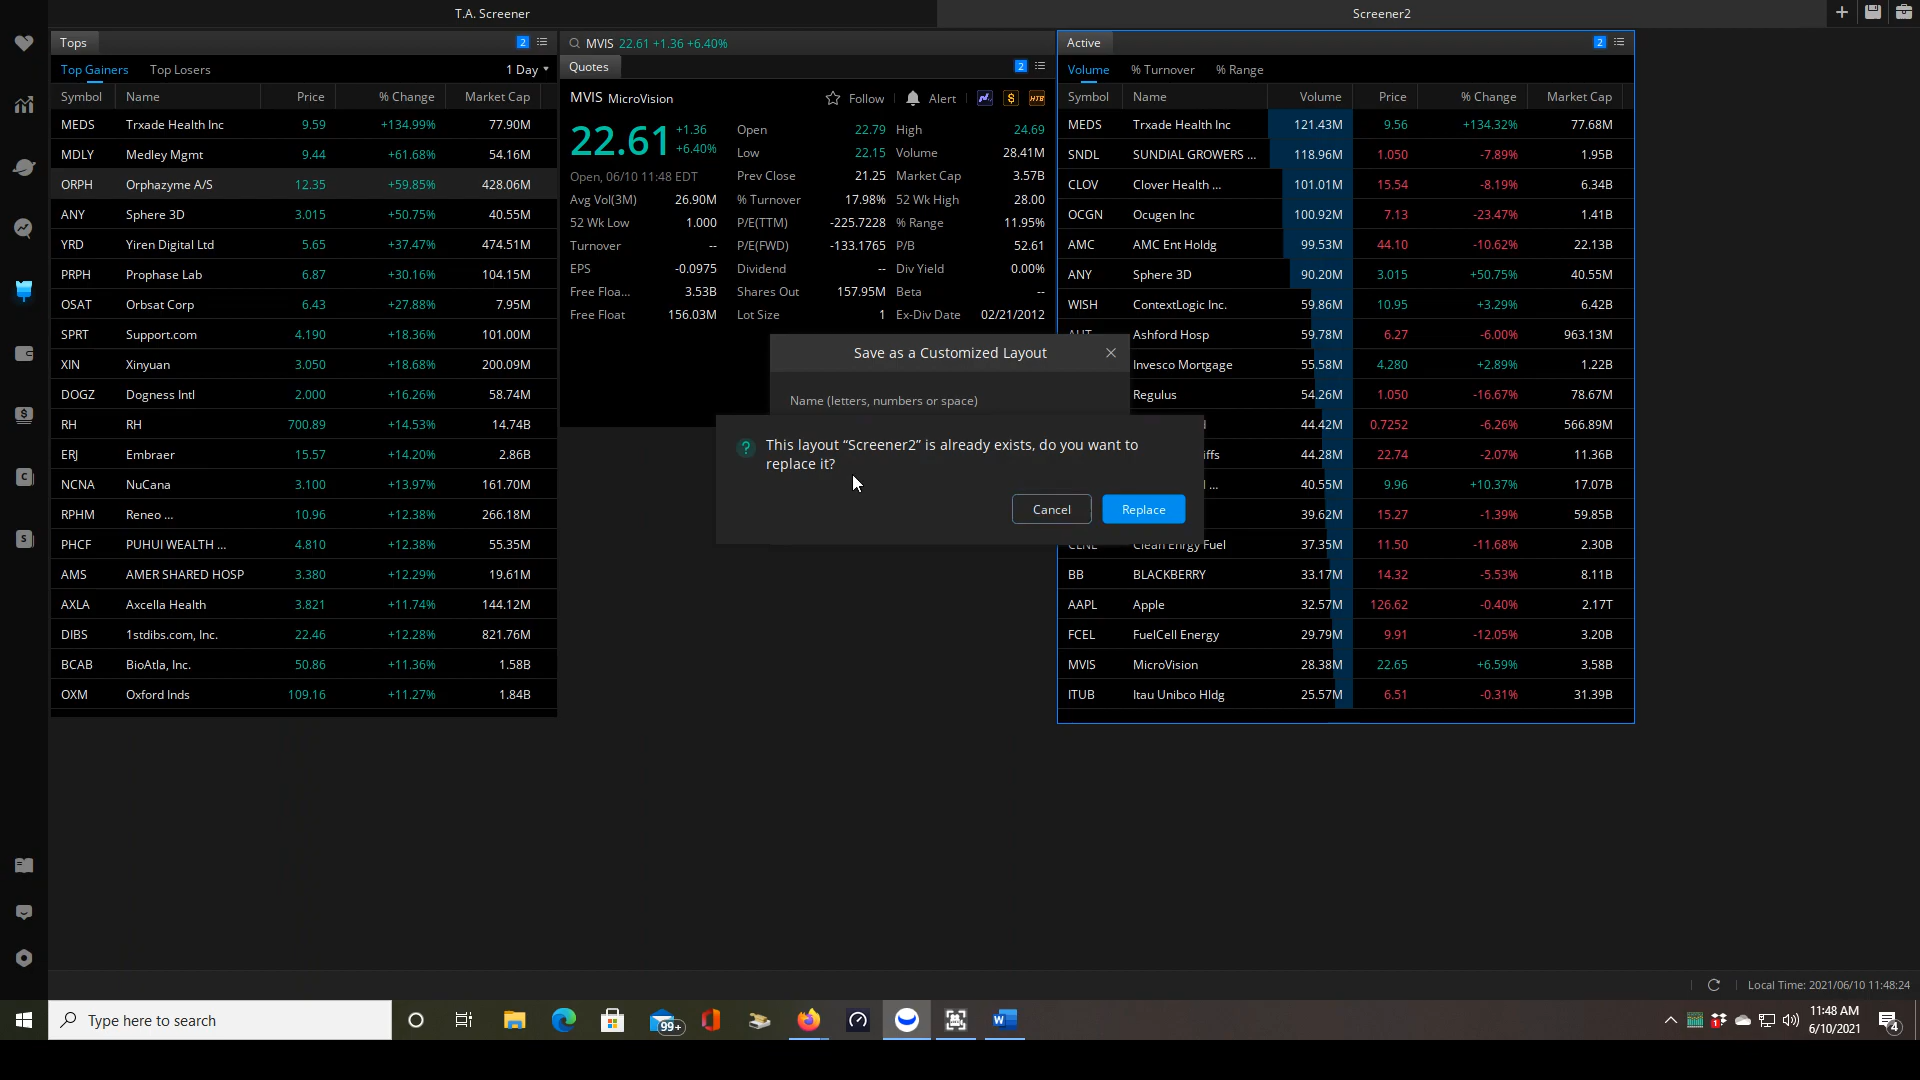 T.A. Screener
Screener2
Tops
2
Top Gainers Top Losers 1 Day
Symbol Name Price % Change Market Cap
MEDS Trxade Health Inc 9.59 +134.99% 77.90M
MDLY Medley Mgmt 9.44 +61.68% 54.16M
ORPH Orphazyme A/S 12.35 +59.85% 428.06M
ANY Sphere 3D 3.015 +50.75% 40.55M
YRD Yiren Digital Ltd 5.65 +37.47% 474.51M
PRPH Prophase Lab 6.87 +30.16% 104.15M
OSAT Orbsat Corp 6.43 +27.88% 7.95M
SPRT Support.com 4.190 +18.36% 101.00M
XIN Xinyuan 3.050 +18.68% 200.09M
DOGZ Dogness Intl 2.000 +16.26% 58.74M
RH RH 700.89 +14.53% 14.74B
ERJ Embraer 15.57 +14.20% 2.86B
NCNA NuCana 3.100 +13.97% 161.70M
RPHM Reneo ... 10.96 +12.38% 266.18M
PHCF PUHUI WEALTH ... 4.810 +12.38% 55.35M
AMS AMER SHARED HOSP 3.380 +12.29% 19.61M
AXLA Axcella Health 3.821 +11.74% 144.12M
DIBS 1stdibs.com, Inc. 22.46 +12.28% 821.76M
BCAB BioAtla, Inc. 50.86 +11.36% 1.58B
OXM Oxford Inds 109.16 +11.27% 1.84B
MVIS 22.61 +1.36 +6.40%
Quotes
2
MVIS MicroVision Follow Alert $ HTB
22.61 +1.36 +6.40%
Open, 06/10 11:48 EDT
Open 22.79 High 24.69
Low 22.15 Volume 28.41M
Prev Close 21.25 Market Cap 3.57B
Avg Vol(3M) 26.90M % Turnover 17.98% 52 Wk High 28.00
52 Wk Low 1.000 P/E(TTM) -225.7228 % Range 11.95%
Turnover -- P/E(FWD) -133.1765 P/B 52.61
EPS -0.0975 Dividend -- Div Yield 0.00%
Free Floa... 3.53B Shares Out 157.95M Beta --
Free Float 156.03M Lot Size 1 Ex-Div Date 02/21/2012
Save as a Customized Layout
Name (letters, numbers or space)
? This layout “Screener2” is already exists, do you want to
replace it?
Cancel Replace
Active
2
Volume % Turnover % Range
Symbol Name Volume Price % Change Market Cap
MEDS Trxade Health Inc 121.43M 9.56 +134.32% 77.68M
SNDL SUNDIAL GROWERS ... 118.96M 1.050 -7.89% 1.95B
CLOV Clover Health ... 101.01M 15.54 -8.19% 6.34B
OCGN Ocugen Inc 100.92M 7.13 -23.47% 1.41B
AMC AMC Ent Holdg 99.53M 44.10 -10.62% 22.13B
ANY Sphere 3D 90.20M 3.015 +50.75% 40.55M
WISH ContextLogic Inc. 59.86M 10.95 +3.29% 6.42B
Ashford Hosp 59.78M 6.27 -6.00% 963.13M
Invesco Mortgage 55.58M 4.280 +2.89% 1.22B
Regulus 54.26M 1.050 -16.67% 78.67M
44.42M 0.7252 -6.26% 566.89M
iffs 44.28M 22.74 -2.07% 11.36B
... 40.55M 9.96 +10.37% 17.07B
39.62M 15.27 -1.39% 59.85B
Clean Enrgy Fuel 37.35M 11.50 -11.68% 2.30B
BB BLACKBERRY 33.17M 14.32 -5.53% 8.11B
AAPL Apple 32.57M 126.62 -0.40% 2.17T
FCEL FuelCell Energy 29.79M 9.91 -12.05% 3.20B
MVIS MicroVision 28.38M 22.65 +6.59% 3.58B
ITUB Itau Unibco Hldg 25.57M 6.51 -0.31% 31.39B
Local Time: 2021/06/10 11:48:24
Type here to search
99+
1
11:48 AM
6/10/2021
4